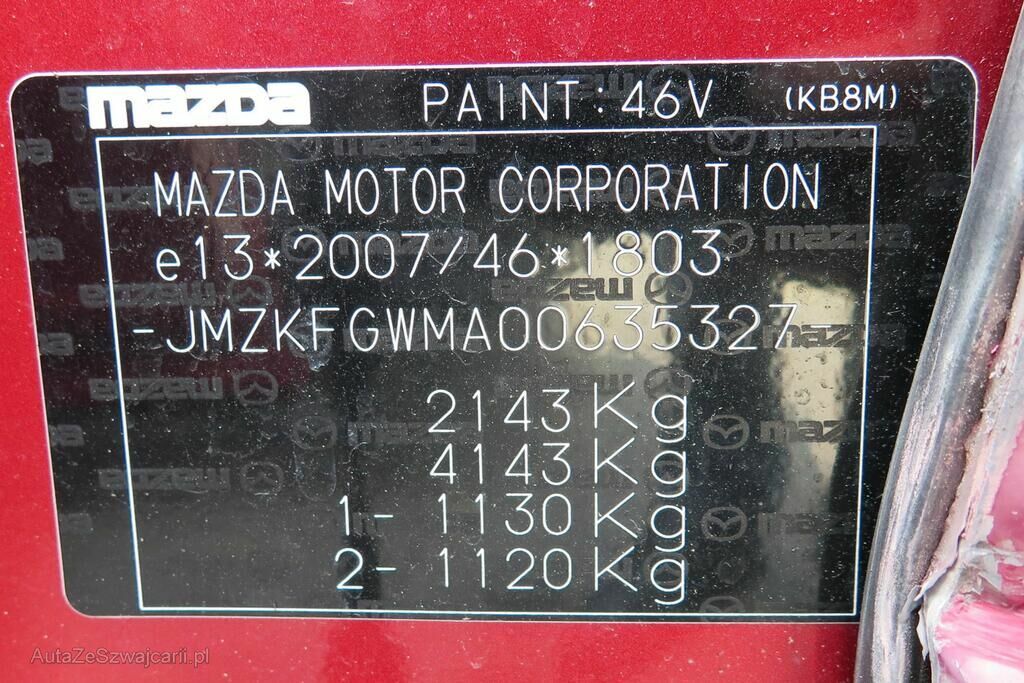 mazda PAINT:46V (KB8M)
MAZDA MOTOR CORPORATION
e13*2007/46*1803
-JMZKFGWMA00635327
2143Kg
4143Kg
1- 1130Kg
2- 1120Kg
AutaZeSzwajcarii.pl